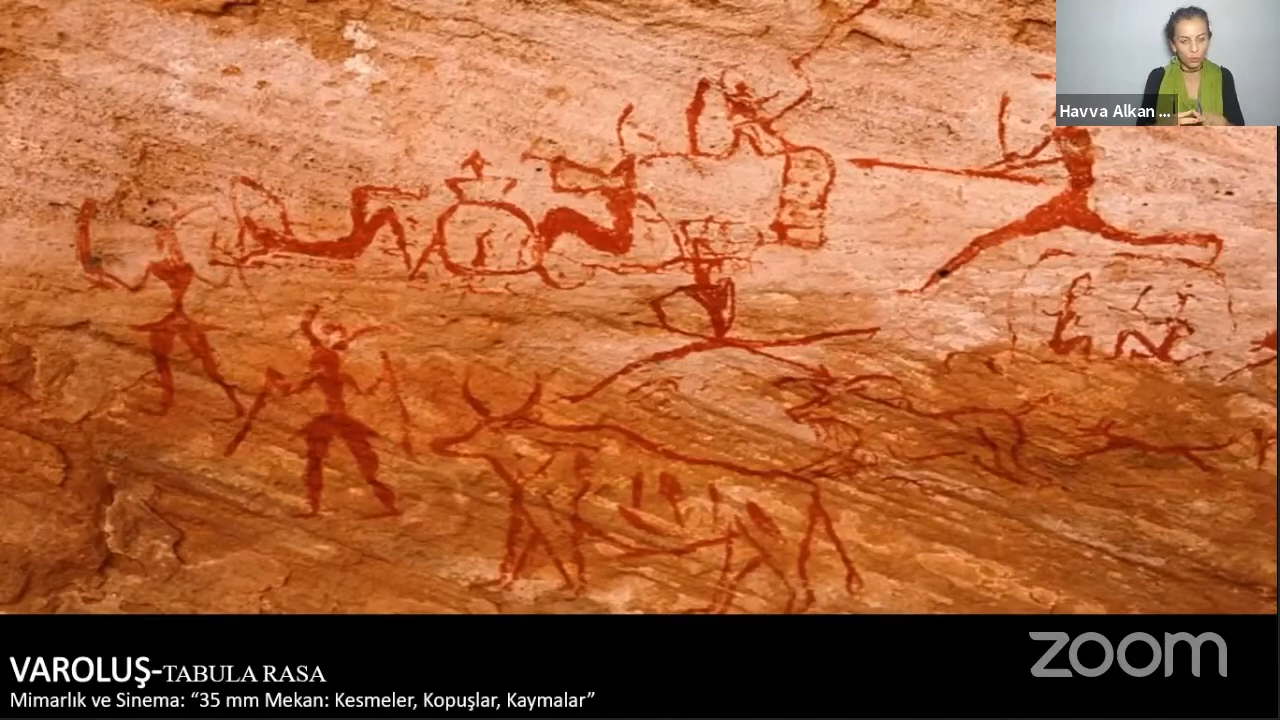 Havva Alkan ...
zoom
VAROLUŞ-TABULA RASA
Mimarlık ve Sinema: “35 mm Mekan: Kesmeler, Kopuşlar, Kaymalar”